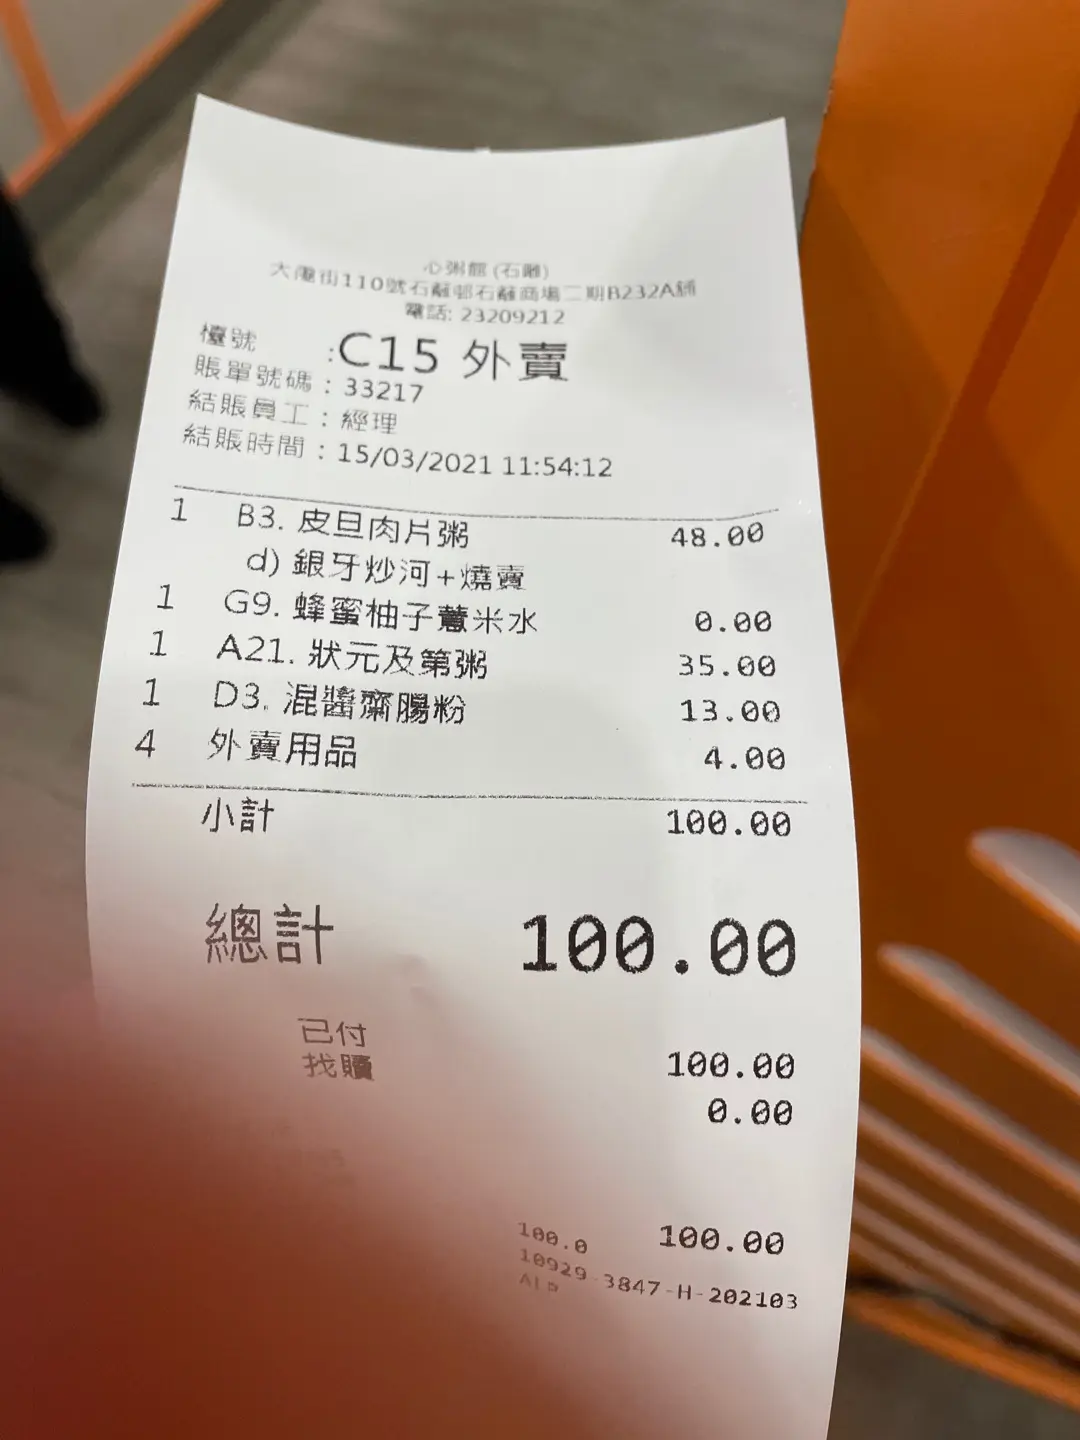 心粥館 (石籬)
大隴街110號石籬邨石籬商場二期B232A舖
電話: 23209212
檯號 :C15 外賣
賬單號碼 : 33217
結賬員工 : 經理
結賬時間 : 15/03/2021 11:54:12
1 B3. 皮旦肉片粥 48.00
d) 銀牙炒河+燒賣
1 G9. 蜂蜜柚子薏米水 0.00
1 A21. 狀元及第粥 35.00
1 D3. 混醬齋腸粉 13.00
4 外賣用品 4.00
小計 100.00
總計 100.00
已付 100.00
找贖 0.00
100.0 100.00
10929-3847-H-202103